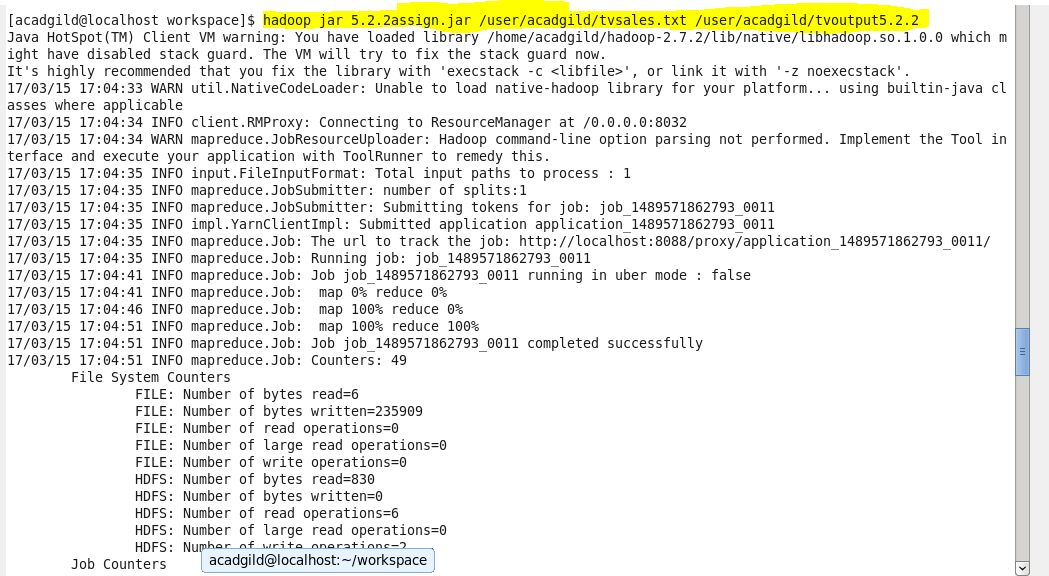 [acadgild@localhost workspace]$ hadoop jar 5.2.2assign.jar /user/acadgild/tvsales.txt /user/acadgild/tvoutput5.2.2
Java HotSpot(TM) Client VM warning: You have loaded library /home/acadgild/hadoop-2.7.2/lib/native/libhadoop.so.1.0.0 which m
ight have disabled stack guard. The VM will try to fix the stack guard now.
It's highly recommended that you fix the library with 'execstack -c <libfile>', or link it with '-z noexecstack'.
17/03/15 17:04:33 WARN util.NativeCodeLoader: Unable to load native-hadoop library for your platform... using builtin-java cl
asses where applicable
17/03/15 17:04:34 INFO client.RMProxy: Connecting to ResourceManager at /0.0.0.0:8032
17/03/15 17:04:34 WARN mapreduce.JobResourceUploader: Hadoop command-line option parsing not performed. Implement the Tool in
terface and execute your application with ToolRunner to remedy this.
17/03/15 17:04:35 INFO input.FileInputFormat: Total input paths to process : 1
17/03/15 17:04:35 INFO mapreduce.JobSubmitter: number of splits:1
17/03/15 17:04:35 INFO mapreduce.JobSubmitter: Submitting tokens for job: job_1489571862793_0011
17/03/15 17:04:35 INFO impl.YarnClientImpl: Submitted application application_1489571862793_0011
17/03/15 17:04:35 INFO mapreduce.Job: The url to track the job: http://localhost:8088/proxy/application_1489571862793_0011/
17/03/15 17:04:35 INFO mapreduce.Job: Running job: job_1489571862793_0011
17/03/15 17:04:41 INFO mapreduce.Job: Job job_1489571862793_0011 running in uber mode : false
17/03/15 17:04:41 INFO mapreduce.Job:  map 0% reduce 0%
17/03/15 17:04:46 INFO mapreduce.Job:  map 100% reduce 0%
17/03/15 17:04:51 INFO mapreduce.Job:  map 100% reduce 100%
17/03/15 17:04:51 INFO mapreduce.Job: Job job_1489571862793_0011 completed successfully
17/03/15 17:04:51 INFO mapreduce.Job: Counters: 49
File System Counters
FILE: Number of bytes read=6
FILE: Number of bytes written=235909
FILE: Number of read operations=0
FILE: Number of large read operations=0
FILE: Number of write operations=0
HDFS: Number of bytes read=830
HDFS: Number of bytes written=0
HDFS: Number of read operations=6
HDFS: Number of large read operations=0
HDFS: Number of write operations=2
acadgild@localhost:~/workspace
Job Counters